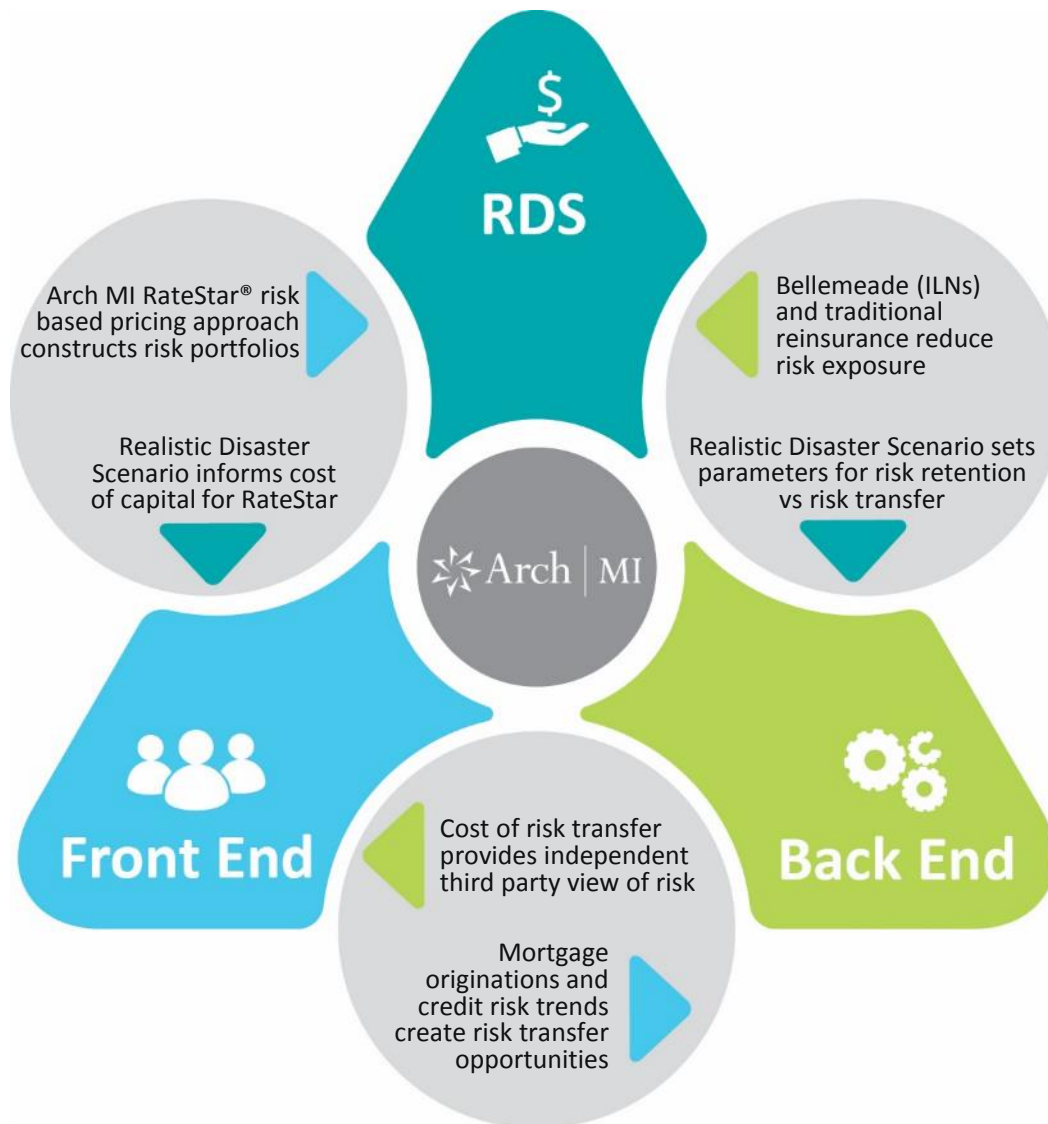 $
RDS
Arch MI RateStar® risk
based pricing approach
constructs risk portfolios
Realistic Disaster
Scenario informs cost
of capital for RateStar
Bellemeade (ILNs)
and traditional
reinsurance reduce
risk exposure
Realistic Disaster Scenario sets
parameters for risk retention
vs risk transfer
Arch | MI
Front End
Back End
Cost of risk transfer
provides independent
third party view of risk
Mortgage
originations and
credit risk trends
create risk transfer
opportunities